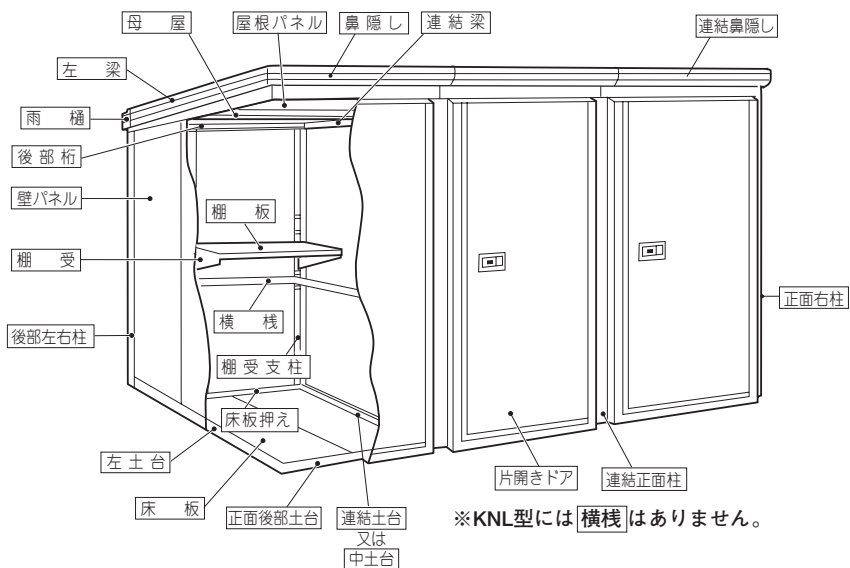 母 屋
屋根パネル
鼻隠し
連結梁
連結鼻隠し
左 梁
雨 樋
後部桁
壁パネル
棚 板
棚 受
正面右柱
横 桟
後部左右柱
棚受支柱
床板押え
左土台
片開きドア
連結正面柱
床 板
正面後部土台
連結土台
又は
中土台
※KNL型には横桟はありません。